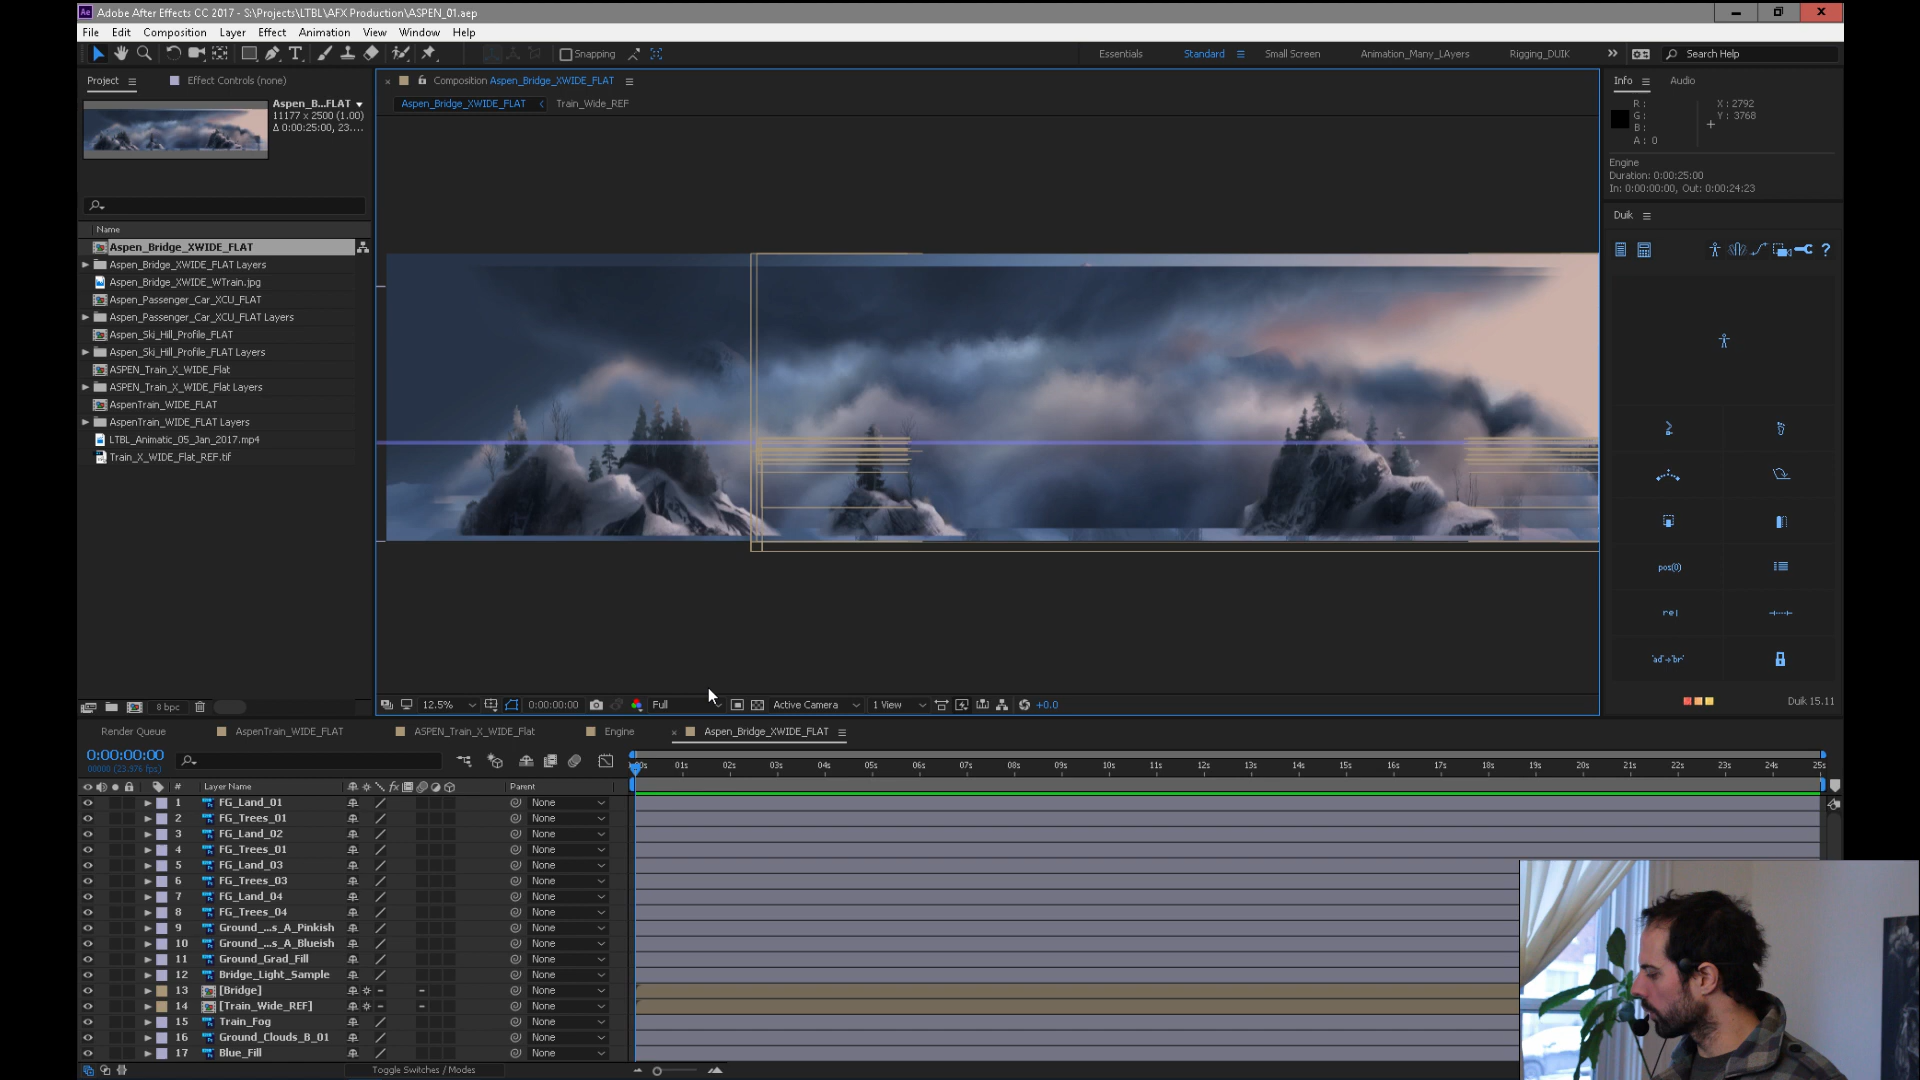 Adobe After Effects CC 2017 - S:\Projects\LTBL\AFX Production\ASPEN_01.aep
File Edit Composition Layer Effect Animation View Window Help
Snapping Essentials Standard Small Screen Animation_Many_LAyers Rigging_DUIK Search Help
Project Effect Controls (none)
Aspen_B...FLAT
11177 x 2500 (1.00)
Δ 0:00:25:00, 23....
Name
Aspen_Bridge_XWIDE_FLAT
Aspen_Bridge_XWIDE_FLAT Layers
Aspen_Bridge_XWIDE_WTrain.jpg
Aspen_Passenger_Car_XCU_FLAT
Aspen_Passenger_Car_XCU_FLAT Layers
Aspen_Ski_Hill_Profile_FLAT
Aspen_Ski_Hill_Profile_FLAT Layers
ASPEN_Train_X_WIDE_Flat
ASPEN_Train_X_WIDE_Flat Layers
AspenTrain_WIDE_FLAT
AspenTrain_WIDE_FLAT Layers
LTBL_Animatic_05_Jan_2017.mp4
Train_X_WIDE_Flat_REF.tif
8 bpc
Composition Aspen_Bridge_XWIDE_FLAT
Aspen_Bridge_XWIDE_FLAT Train_Wide_REF
12.5% 0:00:00:00 Full Active Camera 1 View +0.0
Info Audio
R :
G :
B :
A : 0
X : 2792
Y : 3768
Engine
Duration: 0:00:25:00
In: 0:00:00:00, Out: 0:00:24:23
Duik
pos(0)
rel
'ad'→'br'
Duik 15.11
Render Queue AspenTrain_WIDE_FLAT ASPEN_Train_X_WIDE_Flat Engine Aspen_Bridge_XWIDE_FLAT
0:00:00:00
00000 (23.976 fps)
01s 02s 03s 04s 05s 06s 07s 08s 09s 10s 11s 12s 13s 14s 15s 16s 17s 18s 19s 20s 21s 22s 23s 24s 25s
# Layer Name fx Parent
1 FG_Land_01 None
2 FG_Trees_01 None
3 FG_Land_02 None
4 FG_Trees_01 None
5 FG_Land_03 None
6 FG_Trees_03 None
7 FG_Land_04 None
8 FG_Trees_04 None
9 Ground_...s_A_Pinkish None
10 Ground_...s_A_Blueish None
11 Ground_Grad_Fill None
12 Bridge_Light_Sample None
13 [Bridge] None
14 [Train_Wide_REF] None
15 Train_Fog None
16 Ground_Clouds_B_01 None
17 Blue_Fill None
Toggle Switches / Modes